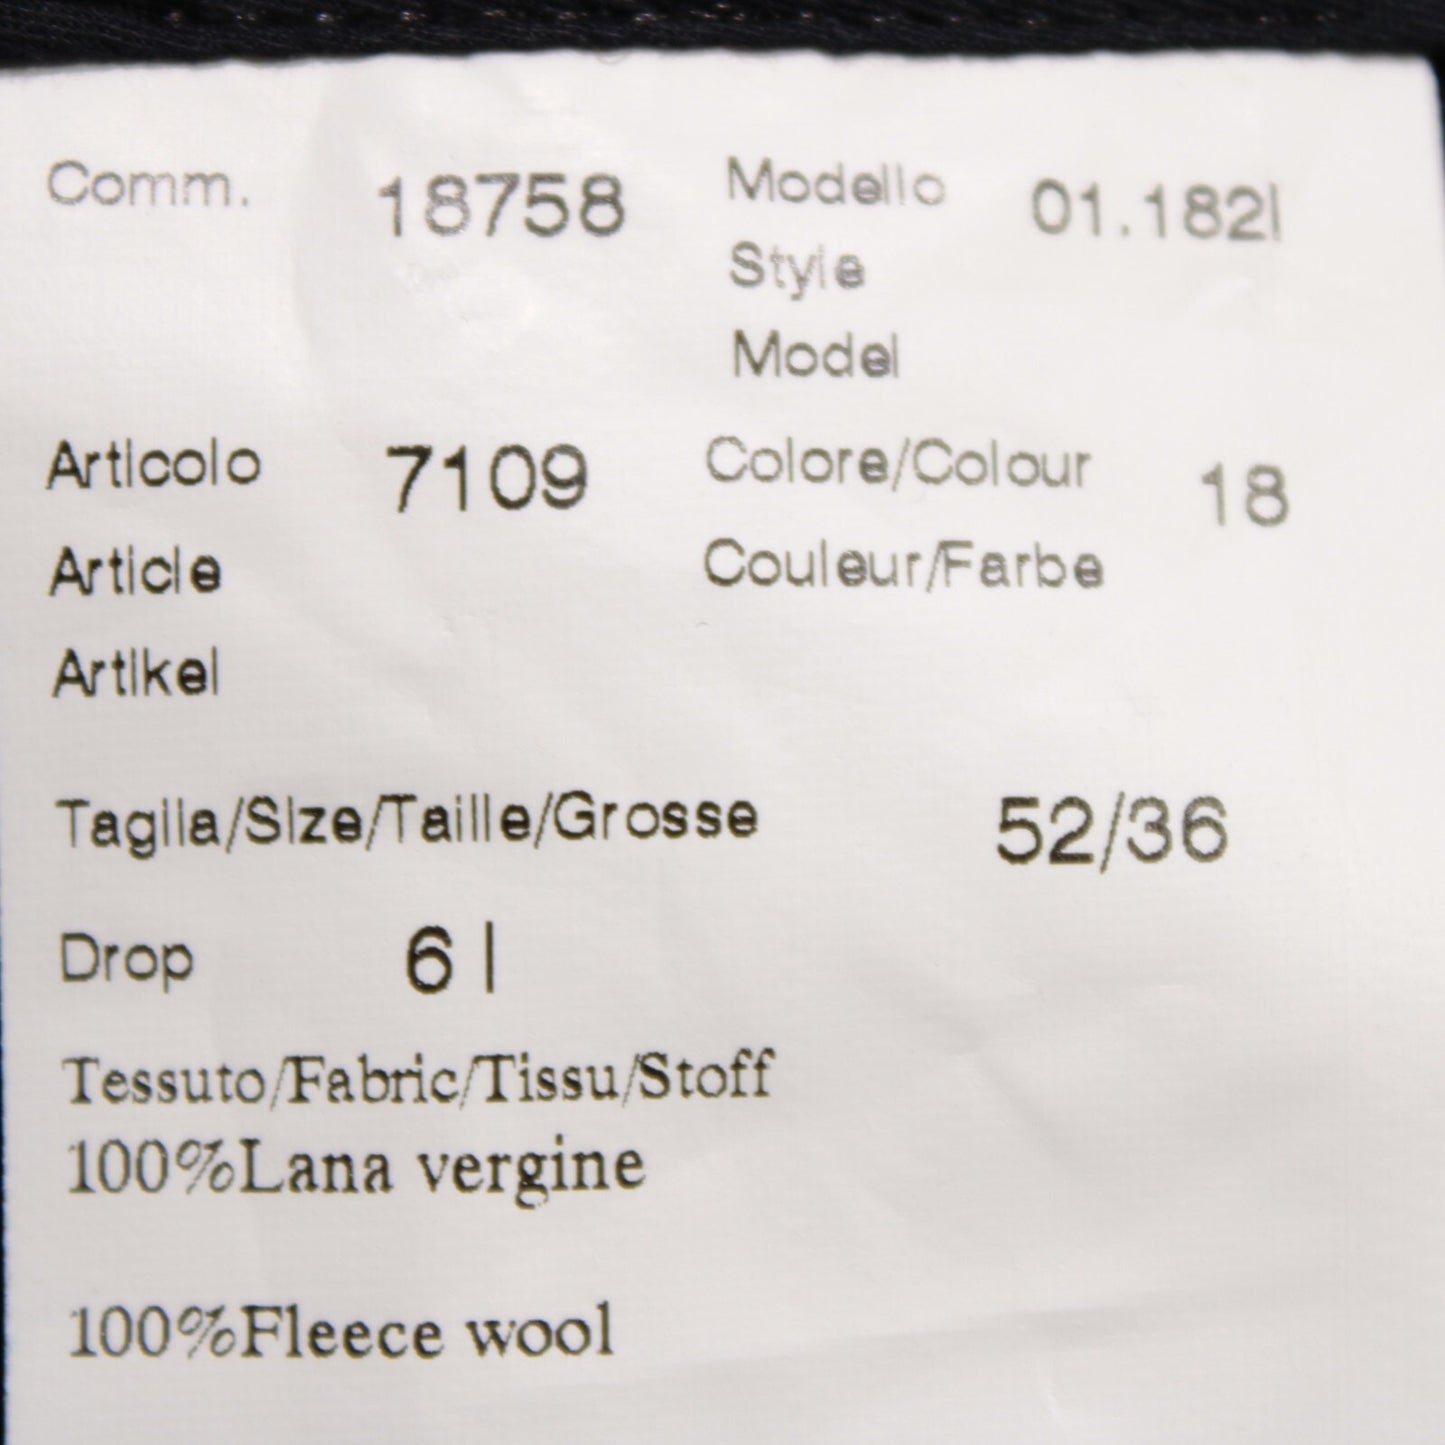 Comm. 18758 Modello 01.182l
Style
Model
Articolo 7109 Colore/Colour 18
Article Couleur/Farbe
Artikel
Taglia/Size/Taille/Grosse 52/36
Drop 6 l
Tessuto/Fabric/Tissu/Stoff
100%Lana vergine
100%Fleece wool